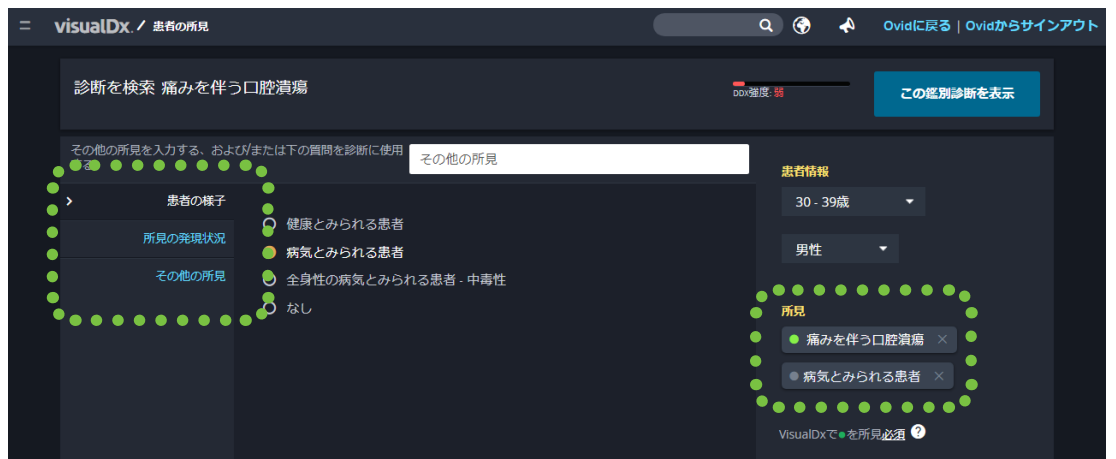 visualDx. / 患者の所見
Ovidに戻る | Ovidからサインアウト
診断を検索 痛みを伴う口腔潰瘍
DDX強度: 弱
この鑑別診断を表示
その他の所見を入力する、および/または下の質問を診断に使用
する
その他の所見
患者の様子
所見の発現状況
その他の所見
健康とみられる患者
病気とみられる患者
全身性の病気とみられる患者 - 中毒性
なし
患者情報
30 - 39歳
男性
所見
痛みを伴う口腔潰瘍
病気とみられる患者
VisualDxで●を所見必須 ?